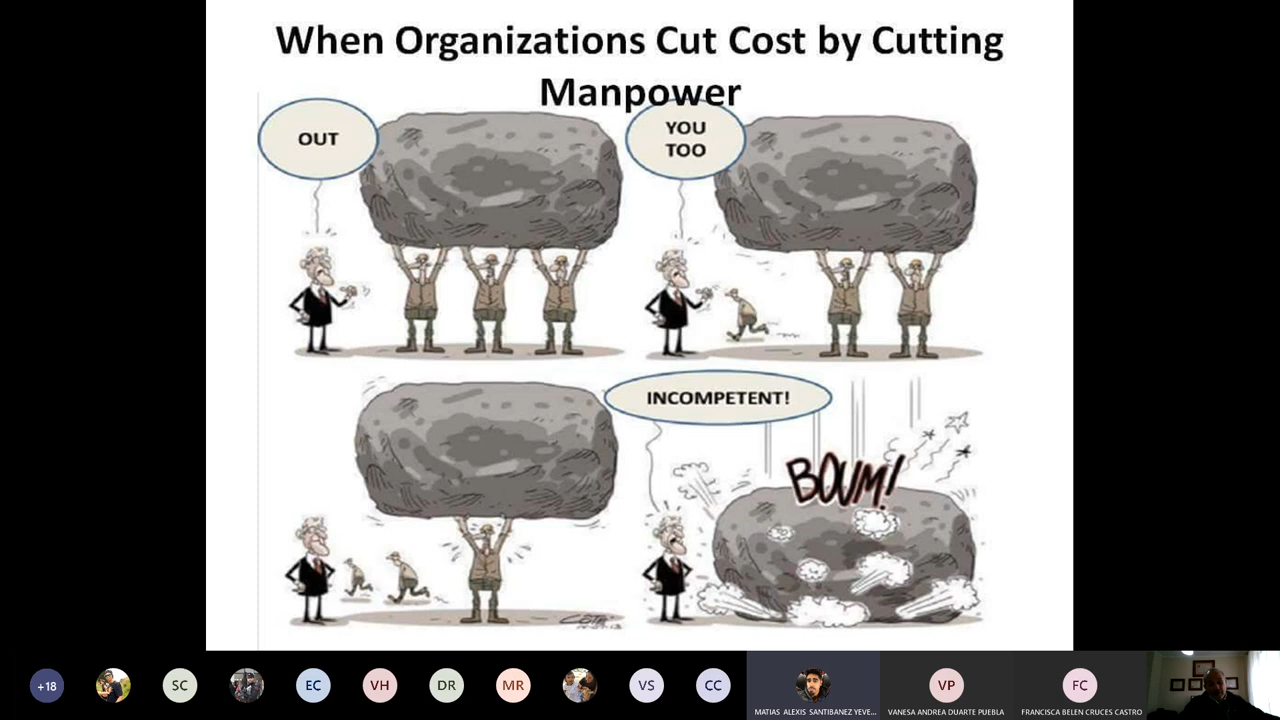 When Organizations Cut Cost by Cutting
Manpower
OUT
YOU
TOO
INCOMPETENT!
BOUM!
+18
SC
EC
VH
DR
MR
VS
CC
MATIAS ALEXIS SANTIBANEZ YEVE...
VP
VANESA ANDREA DUARTE PUEBLA
FC
FRANCISCA BELEN CRUCES CASTRO